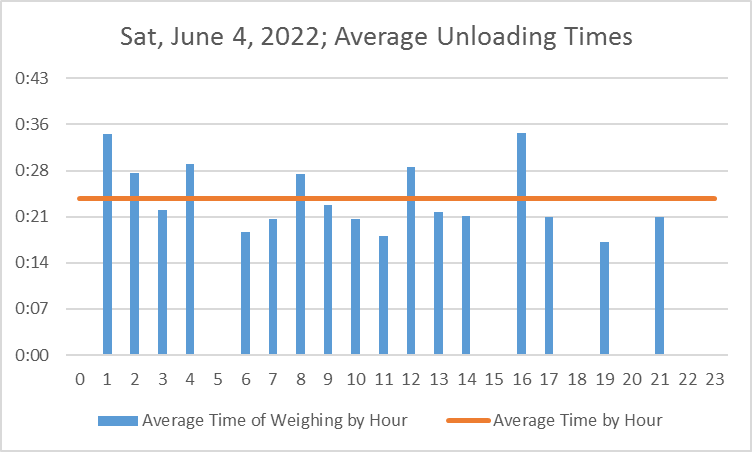 Sat, June 4, 2022; Average Unloading Times
0:43
0:36
0:28
0:21
0:14
0:07
0:00
0 1 2 3 4 5 6 7 8 9 10 11 12 13 14 15 16 17 18 19 20 21 22 23
Average Time of Weighing by Hour Average Time by Hour